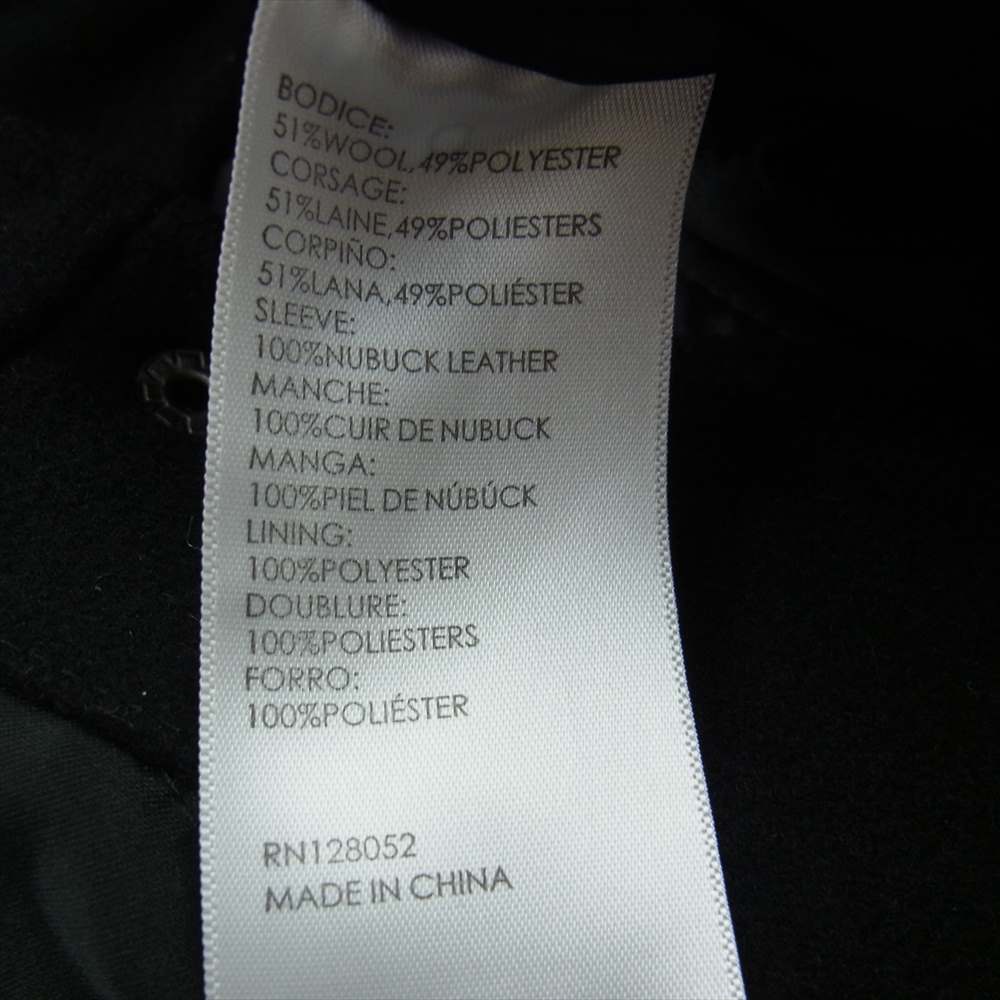 BODICE:
51%WOOL,49%POLYESTER
CORSAGE:
51%LAINE,49%POLIESTERS
CORPIÑO:
51%LANA,49%POLIÉSTER
SLEEVE:
100%NUBUCK LEATHER
MANCHE:
100%CUIR DE NUBUCK
MANGA:
100%PIEL DE NÚBÚCK
LINING:
100%POLYESTER
DOUBLURE:
100%POLIESTERS
FORRO:
100%POLIÉSTER
RN128052
MADE IN CHINA